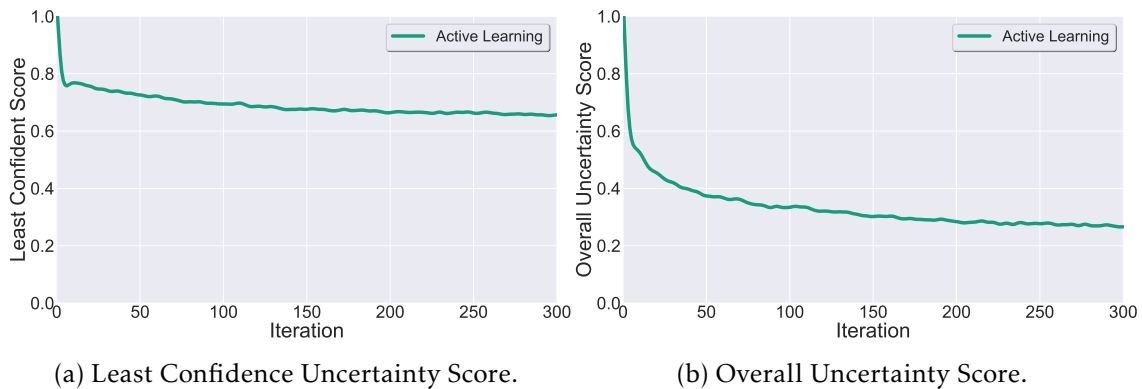 1.0
0.8
0.6
0.4
0.2
0.0
Least Confident Score
Active Learning
0 50 100 150 200 250 300
Iteration
(a) Least Confidence Uncertainty Score.
1.0
0.8
0.6
0.4
0.2
0.0
Overall Uncertainty Score
Active Learning
0 50 100 150 200 250 300
Iteration
(b) Overall Uncertainty Score.